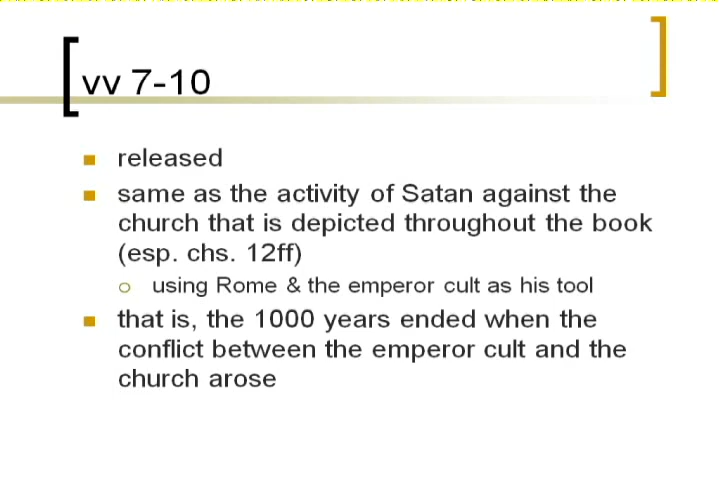 vv 7-10
released
same as the activity of Satan against the
church that is depicted throughout the book
(esp. chs. 12ff)
using Rome & the emperor cult as his tool
that is, the 1000 years ended when the
conflict between the emperor cult and the
church arose